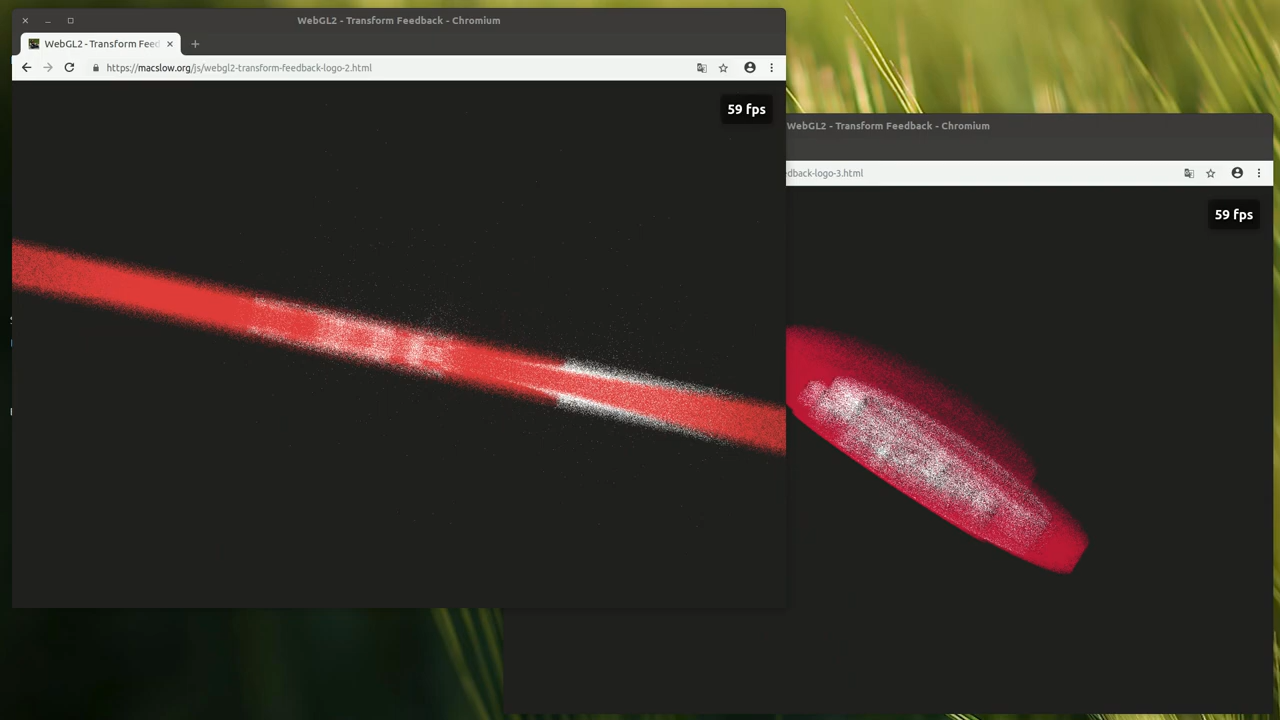 WebGL2 - Transform Feedback - Chromium
WebGL2 - Transform Feed
https://macslow.org/js/webgl2-transform-feedback-logo-2.html
59 fps
WebGL2 - Transform Feedback - Chromium
edback-logo-3.html
59 fps